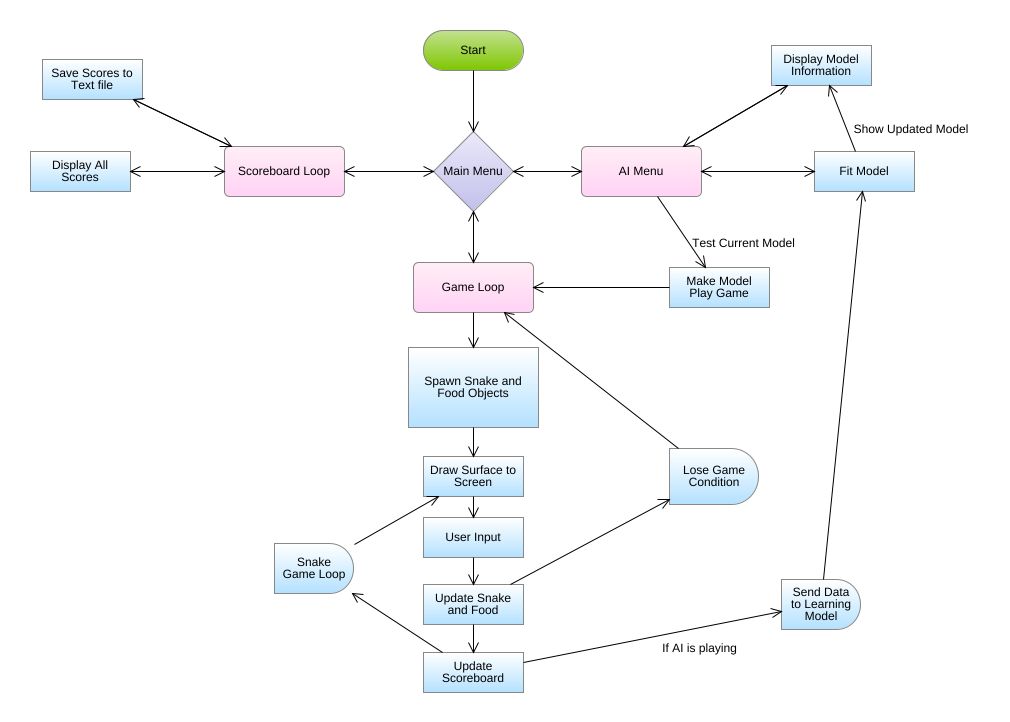 Start
Save Scores to
Text file
Display Model
Information
Show Updated Model
Display All
Scores
Scoreboard Loop
Main Menu
AI Menu
Fit Model
Test Current Model
Game Loop
Make Model
Play Game
Spawn Snake and
Food Objects
Draw Surface to
Screen
Lose Game
Condition
User Input
Snake
Game Loop
Update Snake
and Food
Send Data
to Learning
Model
If AI is playing
Update
Scoreboard